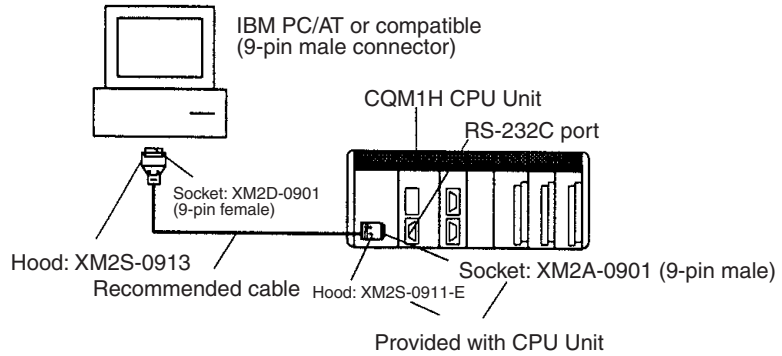 IBM PC/AT or compatible
(9-pin male connector)
CQM1H CPU Unit
RS-232C port
Socket: XM2D-0901
(9-pin female)
Hood: XM2S-0913
Recommended cable
Hood: XM2S-0911-E
Socket: XM2A-0901 (9-pin male)
Provided with CPU Unit